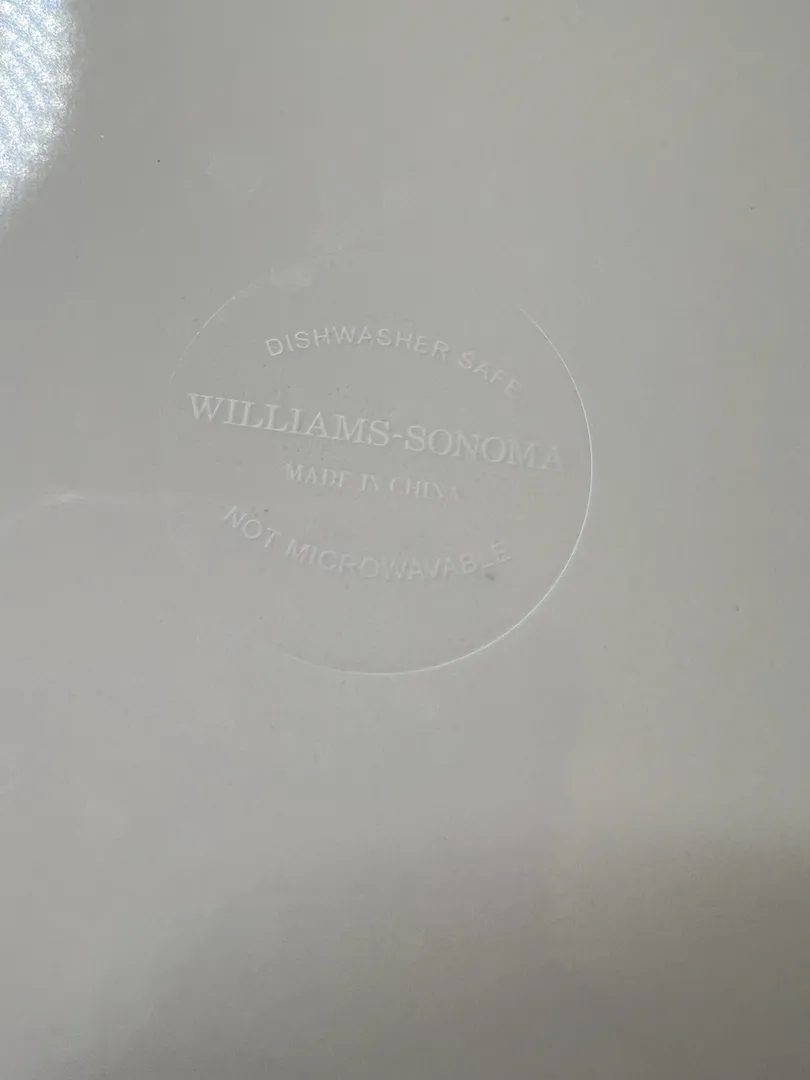 DISHWASHER SAFE
WILLIAMS-SONOMA
MADE IN CHINA
NOT MICROWAVABLE